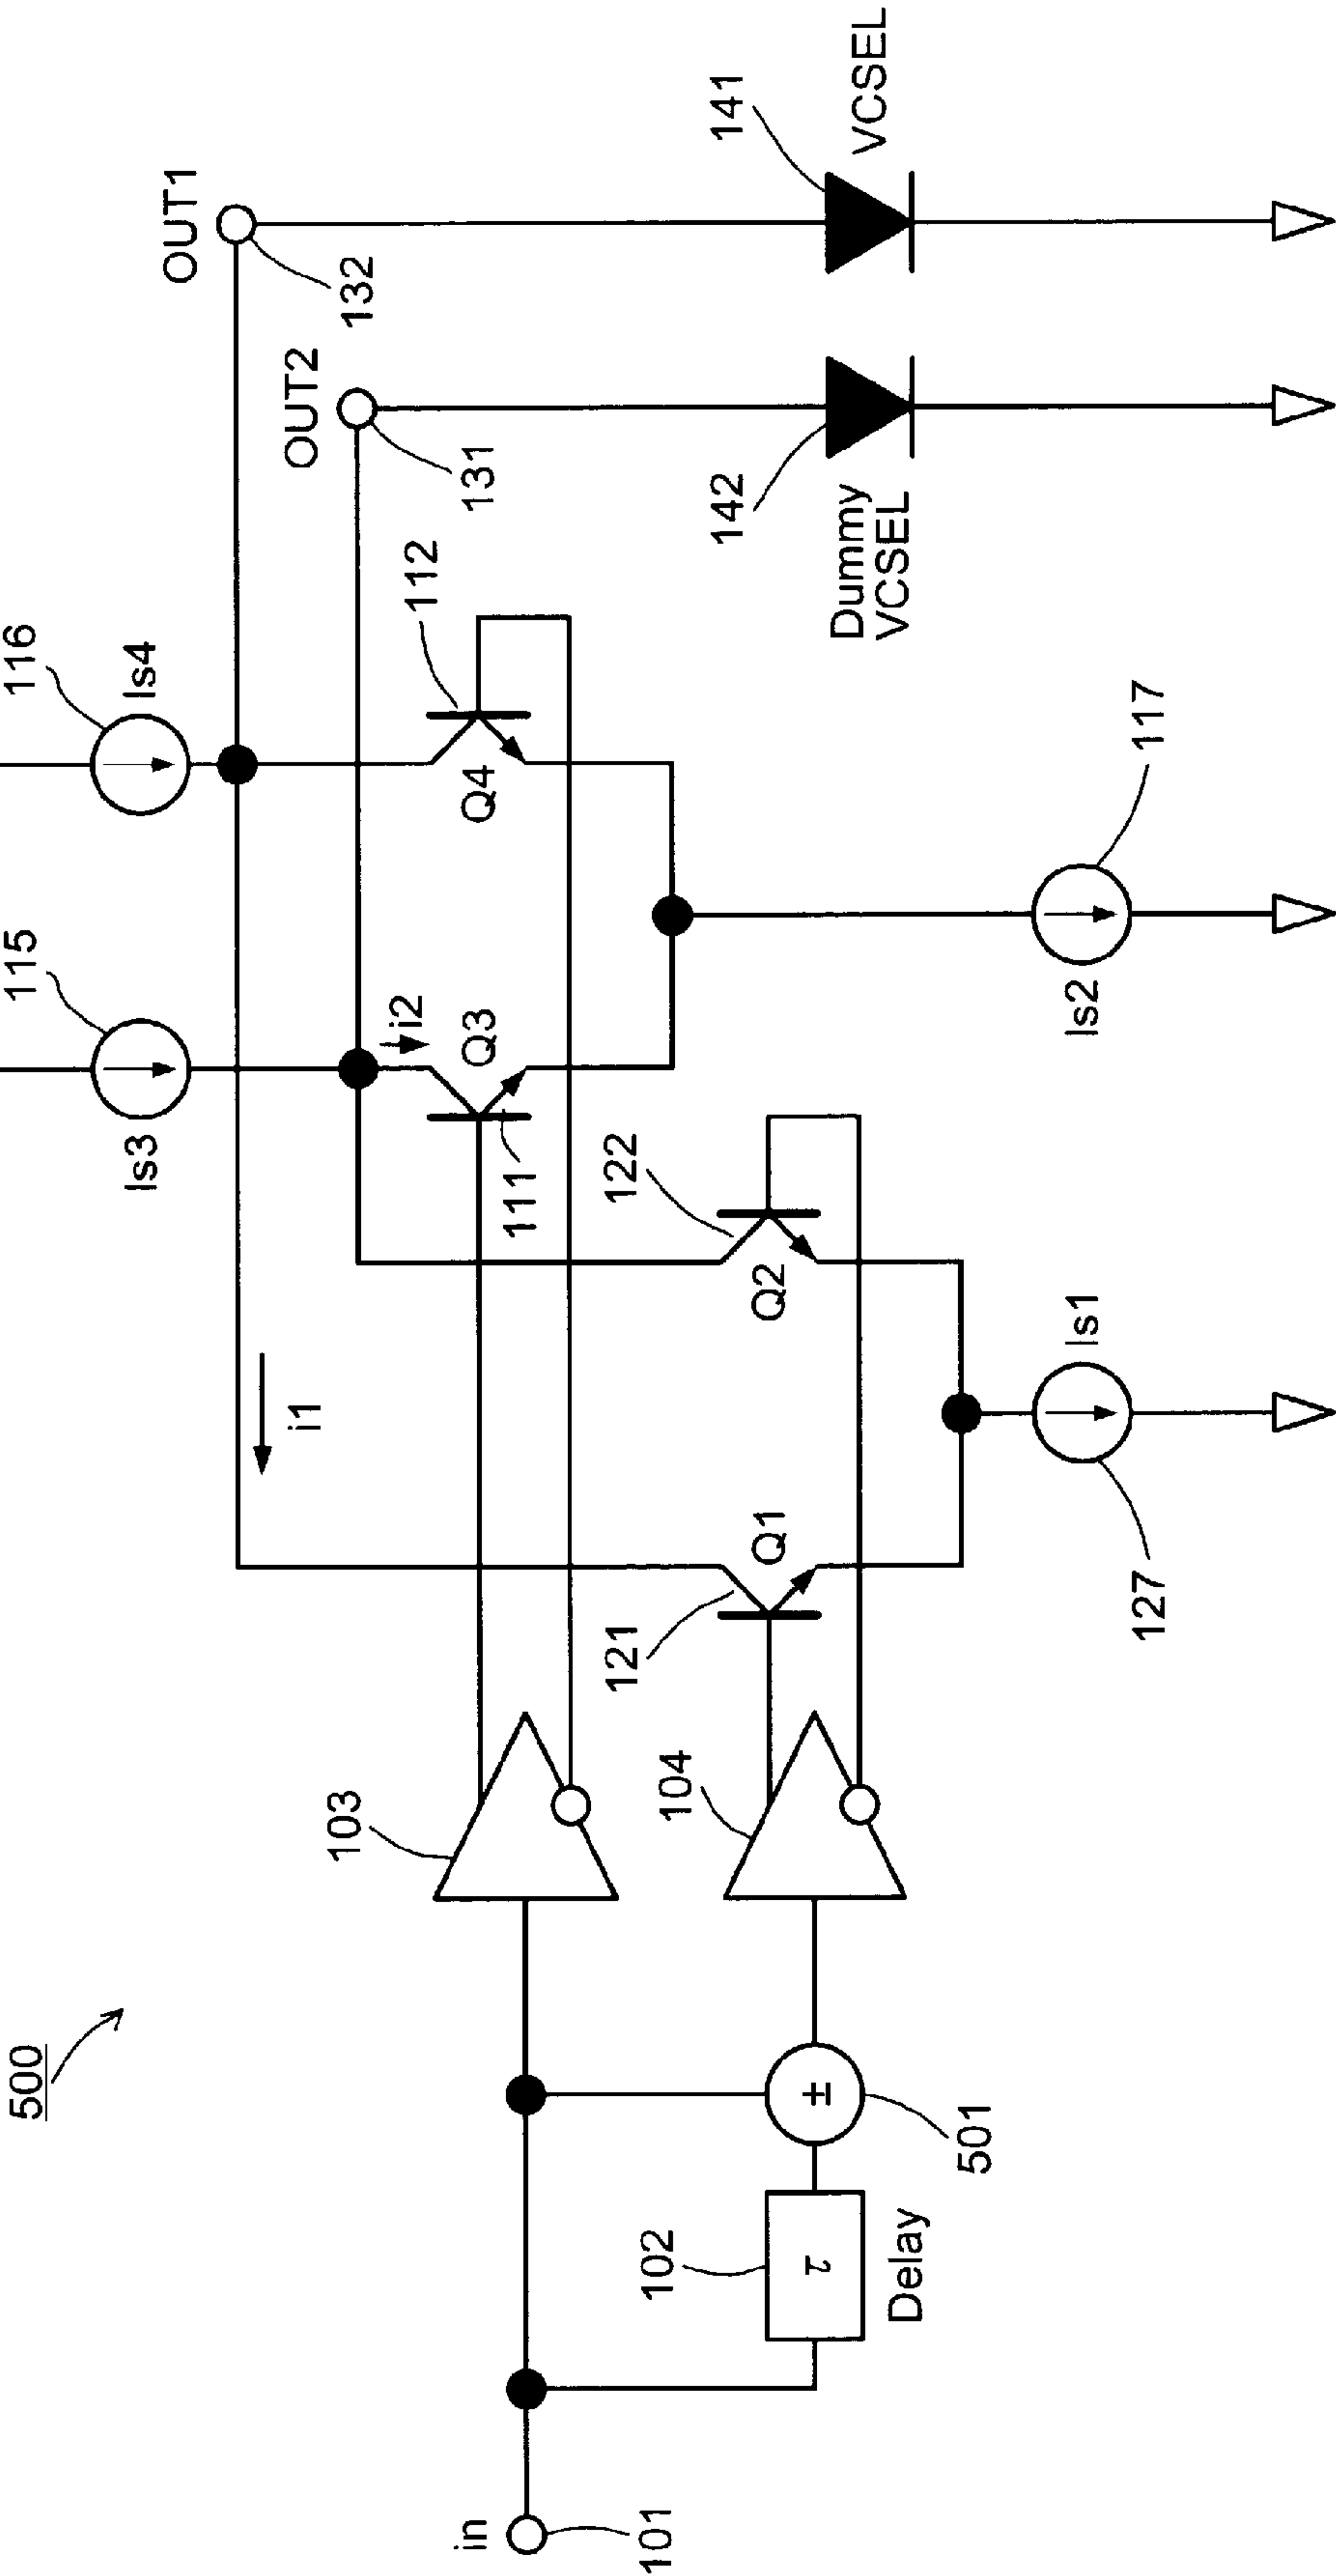 500
in
101
102
τ
Delay
±
501
103
104
121
Q1
i1
127
Is1
122
Q2
111
Q3
i2
Is3
115
116
Is4
Q4
112
Is2
117
OUT2
131
OUT1
132
142
Dummy
VCSEL
141
VCSEL